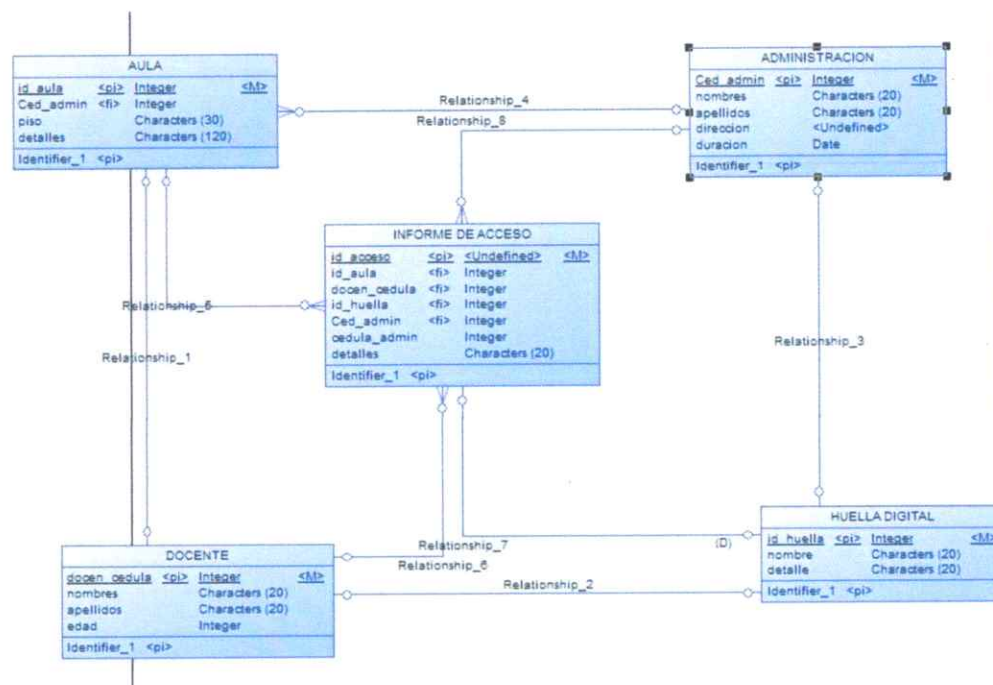 AULA
id_aula <pi> Integer <M>
Ced_admin <fi> Integer
piso Characters (30)
detalles Characters (120)
Identifier_1 <pi>
ADMINISTRACION
Ced_admin <pi> Integer <M>
nombres Characters (20)
apellidos Characters (20)
direccion <Undefined>
duracion Date
Identifier_1 <pi>
Relationship_4
Relationship_8
INFORME DE ACCESO
id_acceso <pi> <Undefined> <M>
id_aula <fi> Integer
docen_cedula <fi> Integer
id_huella <fi> Integer
Ced_admin <fi> Integer
cedula_admin Integer
detalles Characters (20)
Identifier_1 <pi>
Relationship_5
Relationship_1
Relationship_3
HUELLA DIGITAL
id_huella <pi> Integer <M>
nombre Characters (20)
detalle Characters (20)
Identifier_1 <pi>
Relationship_7
(D)
Relationship_6
Relationship_2
DOCENTE
docen_cedula <pi> Integer <M>
nombres Characters (20)
apellidos Characters (20)
edad Integer
Identifier_1 <pi>